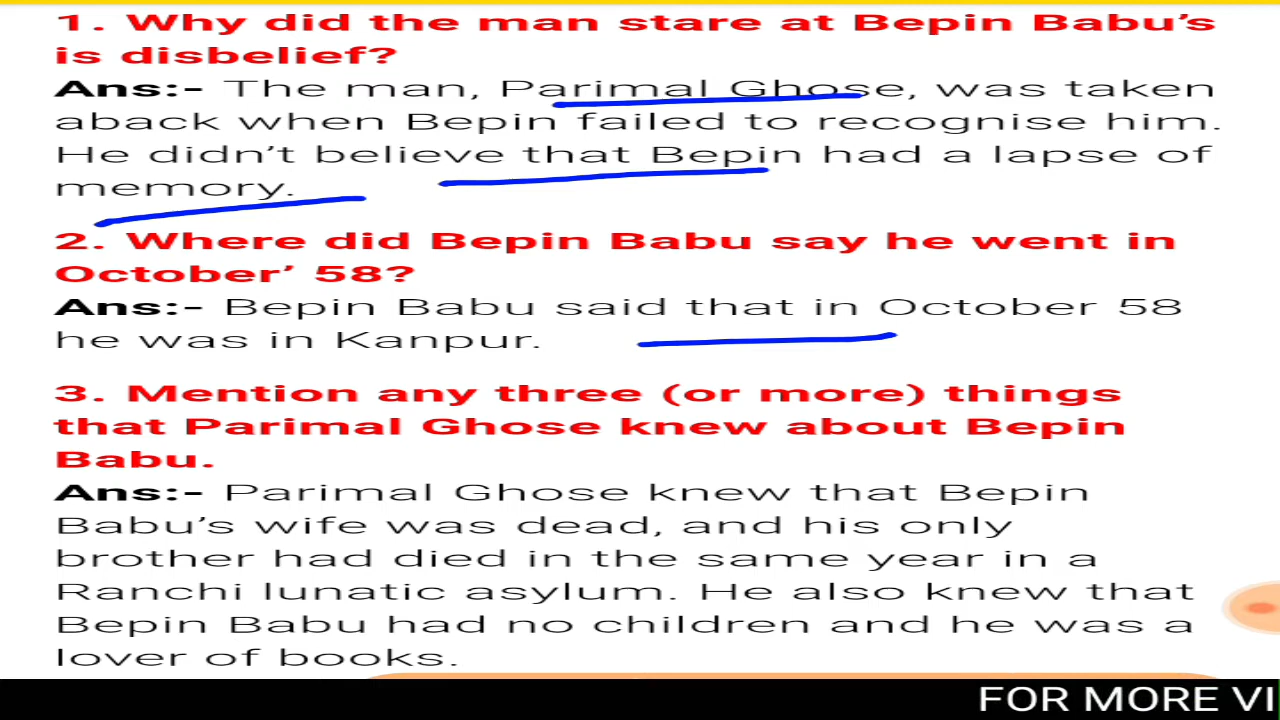 1. Why did the man stare at Bepin Babu's
is disbelief?
Ans:- The man, Parimal Ghose, was taken
aback when Bepin failed to recognise him.
He didn't believe that Bepin had a lapse of
memory.
2. Where did Bepin Babu say he went in
October' 58?
Ans:- Bepin Babu said that in October 58
he was in Kanpur.
3. Mention any three (or more) things
that Parimal Ghose knew about Bepin
Babu.
Ans:- Parimal Ghose knew that Bepin
Babu's wife was dead, and his only
brother had died in the same year in a
Ranchi lunatic asylum. He also knew that
Bepin Babu had no children and he was a
lover of books.
FOR MORE VI